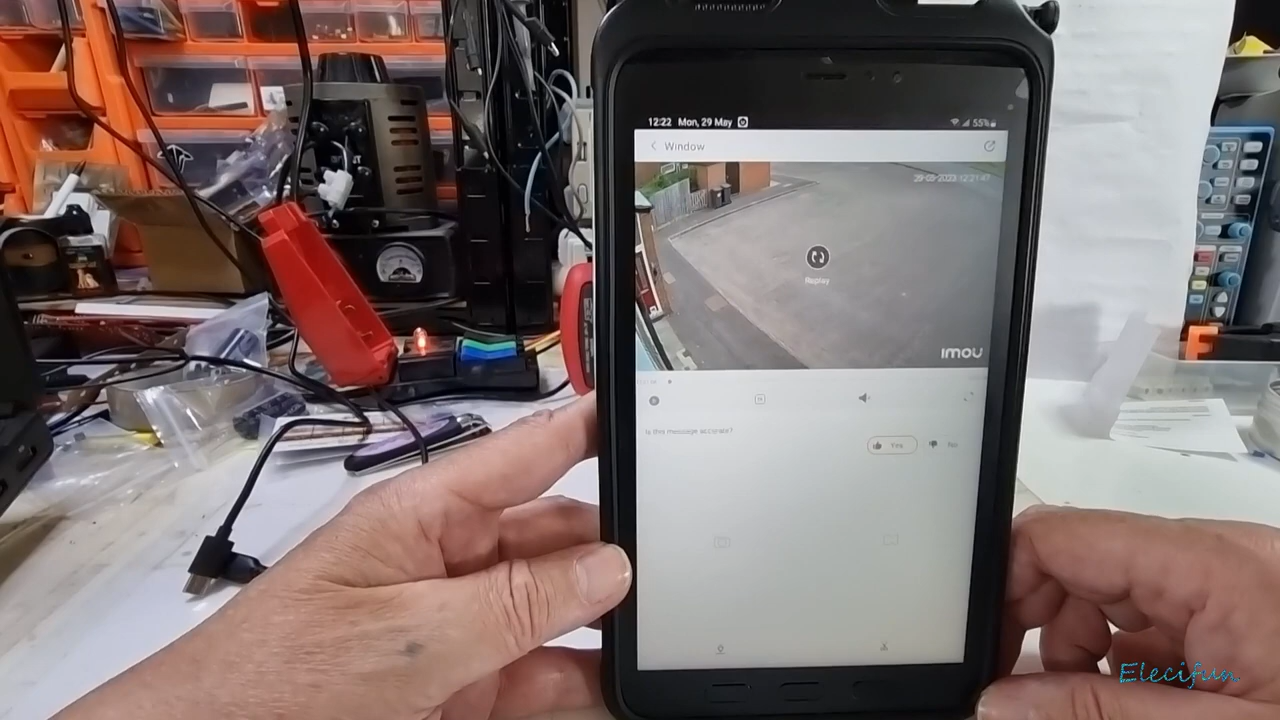 12:22 Mon, 29 May
55%
Window
29-05-2023 12:21:47
Replay
imou
Is this message accurate?
Yes
No
Elecifun